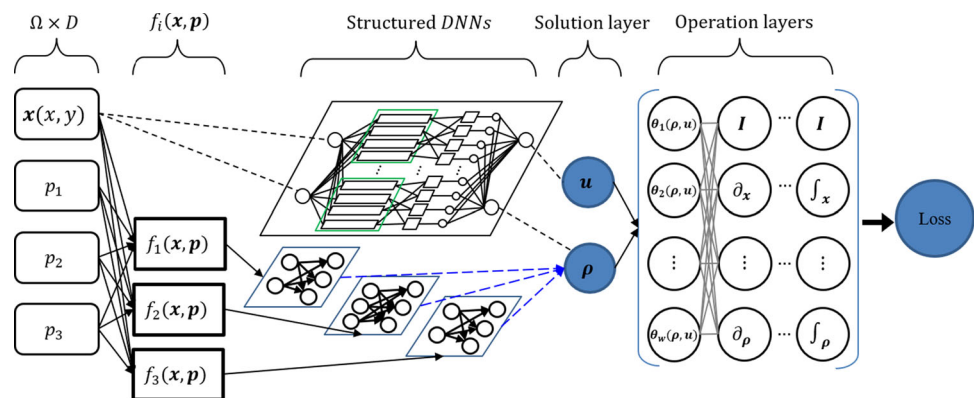 Ω × D
f_i(x, p)
Structured DNNs
Solution layer
Operation layers
x(x, y)
p_1
p_2
p_3
f_1(x, p)
f_2(x, p)
f_3(x, p)
⋮
⋮
u
ρ
θ_1(ρ, u) I ⋯ I
θ_2(ρ, u) ∂_x ⋯ ∫_x
⋮ ⋮ ⋯ ⋮
θ_w(ρ, u) ∂_ρ ⋯ ∫_ρ
Loss